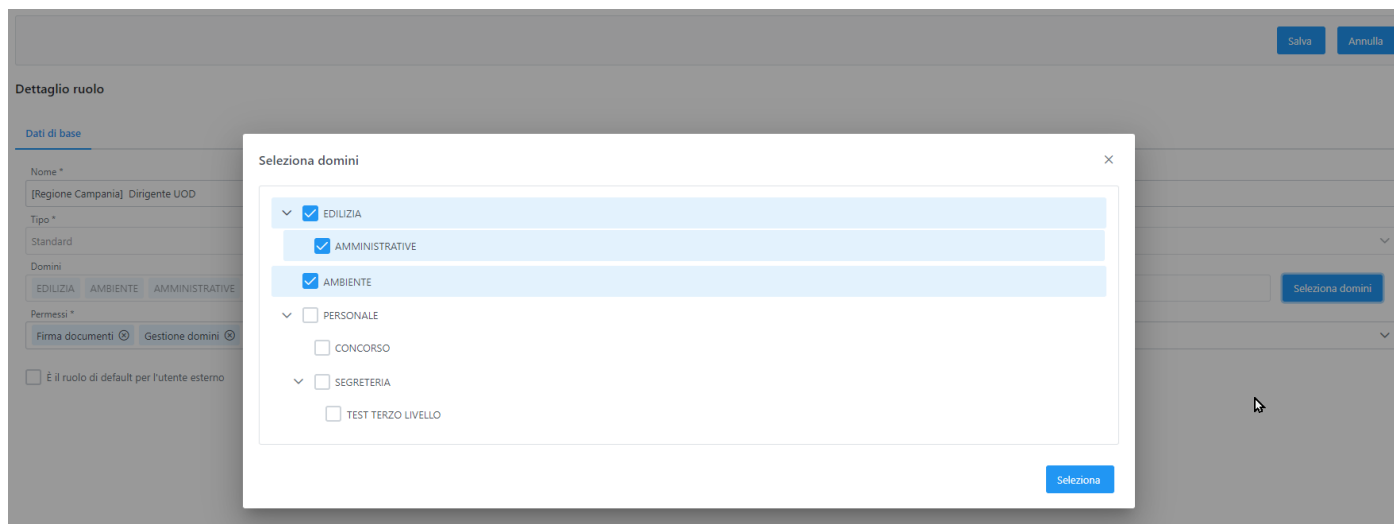 Salva Annulla
Dettaglio ruolo
Dati di base
Seleziona domini
Nome *
[Regione Campania] Dirigente UOD
EDILIZIA
Tipo *
Standard
AMMINISTRATIVE
Domini
AMBIENTE
EDILIZIA AMBIENTE AMMINISTRATIVE
Seleziona domini
Permessi *
PERSONALE
Firma documenti Gestione domini
CONCORSO
È il ruolo di default per l'utente esterno
SEGRETERIA
TEST TERZO LIVELLO
Seleziona